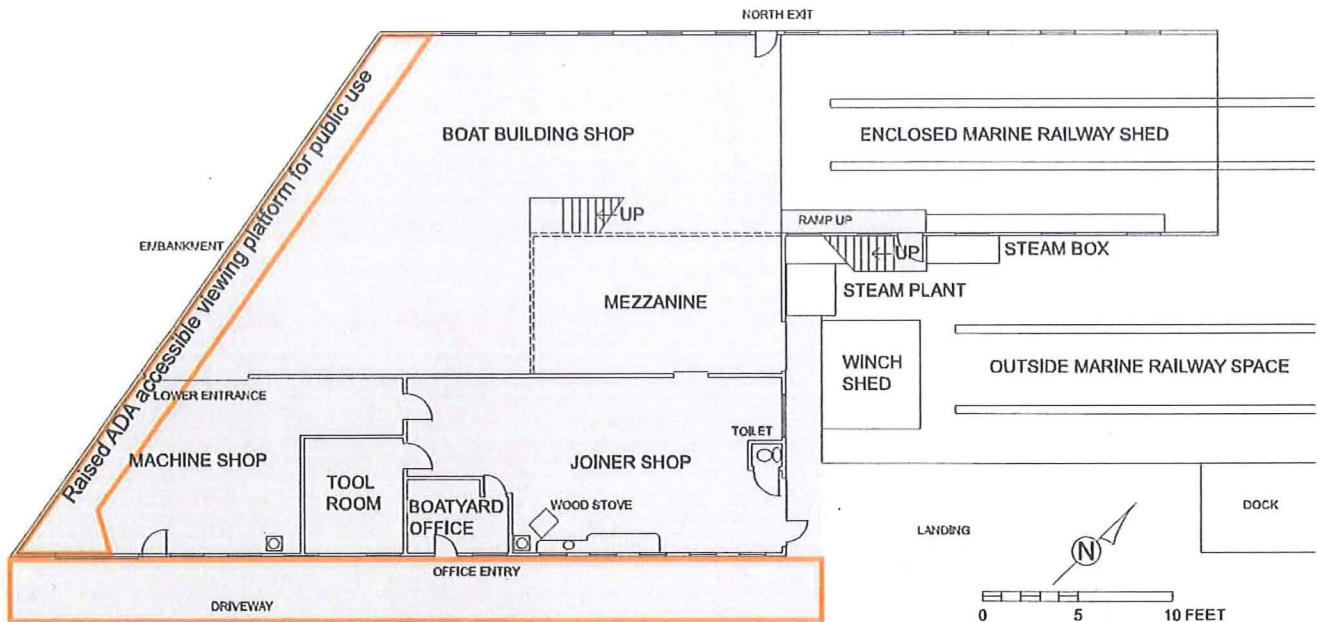 NORTH EXIT
BOAT BUILDING SHOP
ENCLOSED MARINE RAILWAY SHED
Raised ADA accessible viewing platform for public use
UP
RAMP UP
EMBANKMENT
UP
STEAM BOX
STEAM PLANT
MEZZANINE
WINCH
SHED
OUTSIDE MARINE RAILWAY SPACE
LOWER ENTRANCE
TOILET
MACHINE SHOP
JOINER SHOP
TOOL
ROOM
BOATYARD
OFFICE
WOOD STOVE
LANDING
DOCK
N
OFFICE ENTRY
DRIVEWAY
0 5 10 FEET